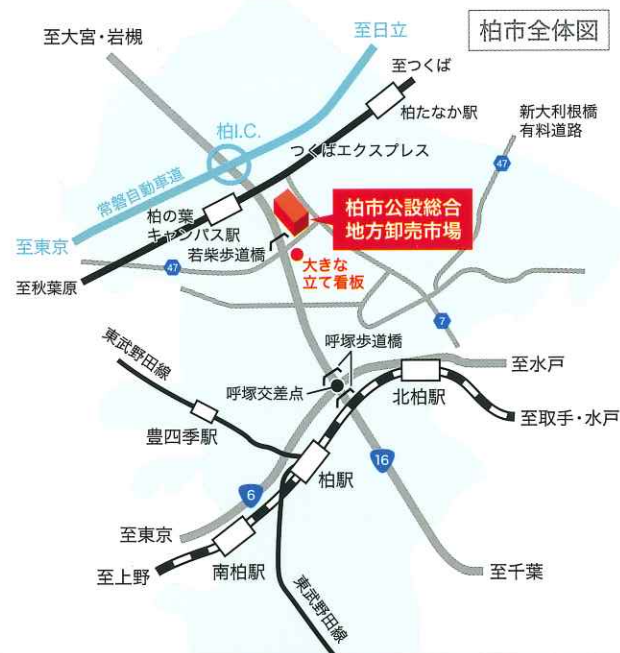 柏市全体図
至大宮・岩槻
至日立
至つくば
柏たなか駅
柏I.C.
つくばエクスプレス
新大利根橋
有料道路
47
常磐自動車道
柏の葉
キャンパス駅
柏市公設総合
地方卸売市場
至東京
若柴歩道橋
大きな
立て看板
47
至秋葉原
7
東武野田線
呼塚歩道橋
至水戸
呼塚交差点
北柏駅
豊四季駅
至取手・水戸
柏駅
16
6
至東京
南柏駅
至上野
至千葉
東武野田線